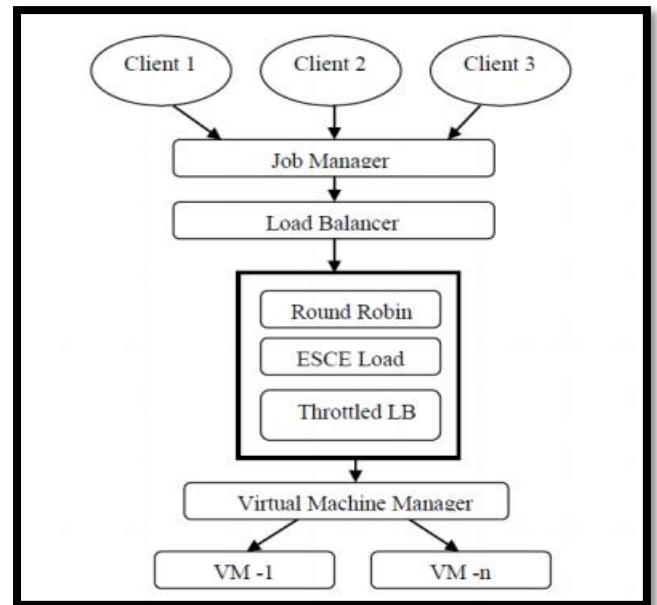 Client 1 Client 2 Client 3
Job Manager
Load Balancer
Round Robin
ESCE Load
Throttled LB
Virtual Machine Manager
VM -1 VM -n